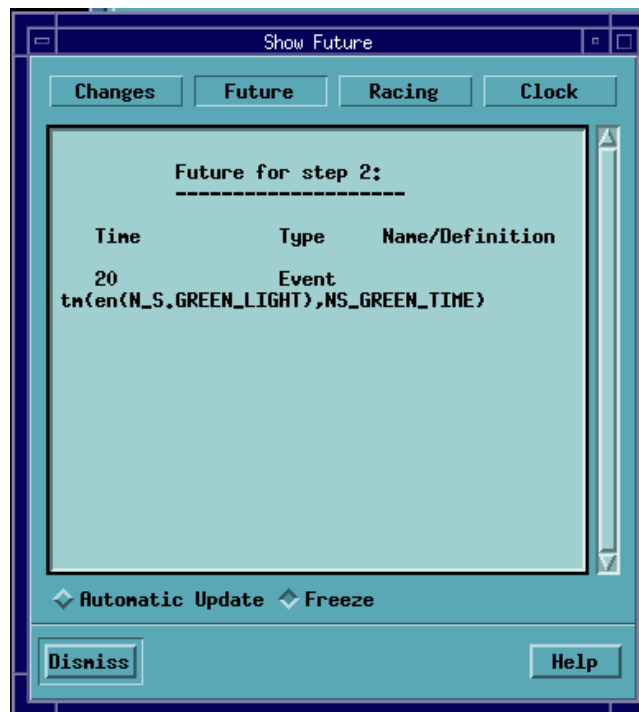 Show Future
Changes Future Racing Clock
Future for step 2:
-------------------
Time Type Name/Definition
20 Event
tm(en(N_S.GREEN_LIGHT),NS_GREEN_TIME)
Automatic Update Freeze
Dismiss Help